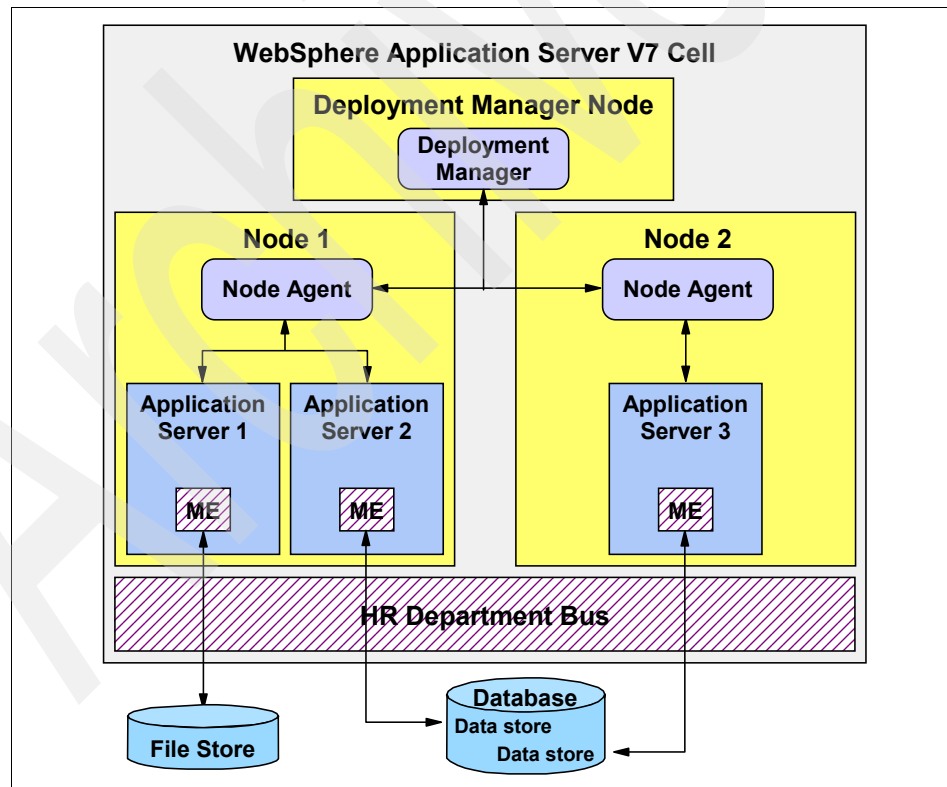 WebSphere Application Server V7 Cell
Deployment Manager Node
Deployment
Manager
Node 1
Node Agent
Application
Server 1
ME
Application
Server 2
ME
Node 2
Node Agent
Application
Server 3
ME
HR Department Bus
File Store
Database
Data store
Data store